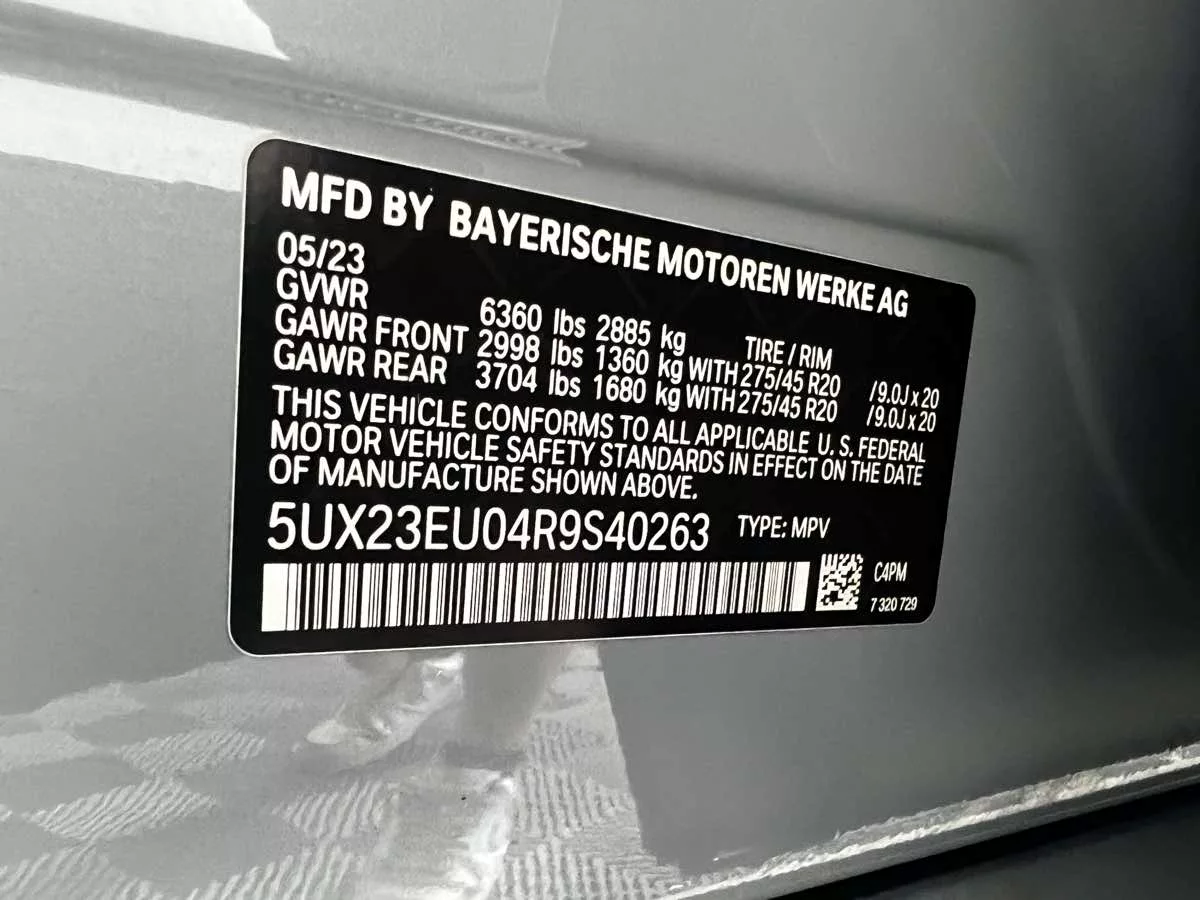 MFD BY BAYERISCHE MOTOREN WERKE AG
05/23
GVWR 6360 lbs 2885 kg TIRE / RIM
GAWR FRONT 2998 lbs 1360 kg WITH 275/45 R20 /9.0J x 20
GAWR REAR 3704 lbs 1680 kg WITH 275/45 R20 /9.0J x 20
THIS VEHICLE CONFORMS TO ALL APPLICABLE U. S. FEDERAL
MOTOR VEHICLE SAFETY STANDARDS IN EFFECT ON THE DATE
OF MANUFACTURE SHOWN ABOVE.
5UX23EU04R9S40263 TYPE: MPV
C4PM
7 320 729